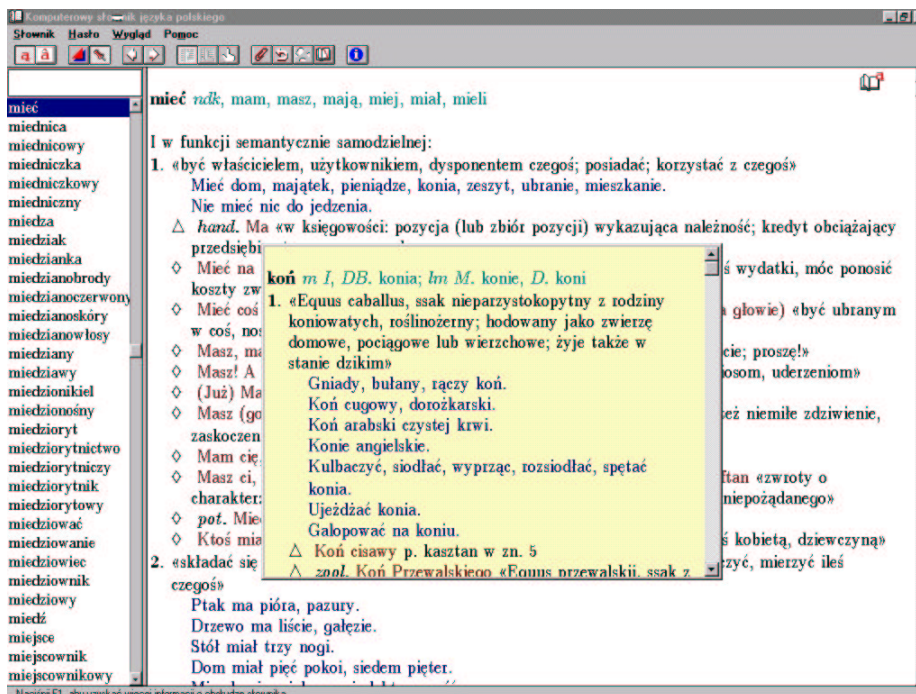 Komputerowy słownik języka polskiego
Słownik Hasło Wygląd Pomoc
a â
mieć
miednica
miednicowy
miedniczka
miedniczkowy
miedniczny
miedza
miedziak
miedzianka
miedzianobrody
miedzianoczerwony
miedzianoskóry
miedzianowłosy
miedziany
miedziawy
miedzionikiel
miedzionośny
miedzioryt
miedziorytnictwo
miedziorytniczy
miedziorytnik
miedziorytowy
miedziować
miedziowanie
miedziowiec
miedziownik
miedziowy
miedź
miejsce
miejscownik
miejscownikowy
mieć ndk, mam, masz, mają, miej, miał, mieli
I w funkcji semantycznie samodzielnej:
1. «być właścicielem, użytkownikiem, dysponentem czegoś; posiadać; korzystać z czegoś»
Mieć dom, majątek, pieniądze, konia, zeszyt, ubranie, mieszkanie.
Nie mieć nic do jedzenia.
△ hand. Ma «w księgowości: pozycja (lub zbiór pozycji) wykazująca należność; kredyt obciążający
przedsiębi
◊ Mieć na ś wydatki, móc ponosić
koszty zw
◊ Mieć coś głowie) «być ubranym
w coś, nos
◊ Masz, ma cie; proszę!»
◊ Masz! A iosom, uderzeniom»
◊ (Już) Ma
◊ Masz (go eż niemiłe zdziwienie,
zaskoczen
◊ Mam cię,
◊ Masz ci, ftan «zwroty o
charakter: niepożądanego»
◊ pot. Mie
◊ Ktoś mia ś kobietą, dziewczyną»
2. «składać się zyć, mierzyć ileś
czegoś»
Ptak ma pióra, pazury.
Drzewo ma liście, gałęzie.
Stół miał trzy nogi.
Dom miał pięć pokoi, siedem pięter.
koń m I, DB. konia; lm M. konie, D. koni
1. «Equus caballus, ssak nieparzystokopytny z rodziny
koniowatych, roślinożerny; hodowany jako zwierzę
domowe, pociągowe lub wierzchowe; żyje także w
stanie dzikim»
Gniady, bułany, rączy koń.
Koń cugowy, dorożkarski.
Koń arabski czystej krwi.
Konie angielskie.
Kulbaczyć, siodłać, wyprząc, rozsiodłać, spętać
konia.
Ujeżdżać konia.
Galopować na koniu.
△ Koń cisawy p. kasztan w zn. 5
△ zool. Koń Przewalskiego «Equus przewalskii, ssak z